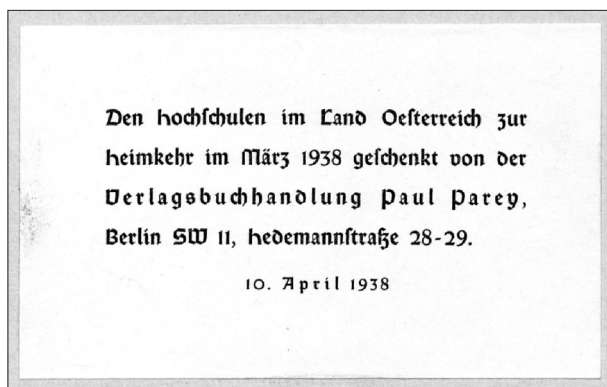 Den Hochſchulen im Land Oeſterreich zur
Heimkehr im März 1938 geſchenkt von der
Verlagsbuchhandlung Paul Parey,
Berlin SW 11, Hedemannſtraße 28-29.
10. April 1938